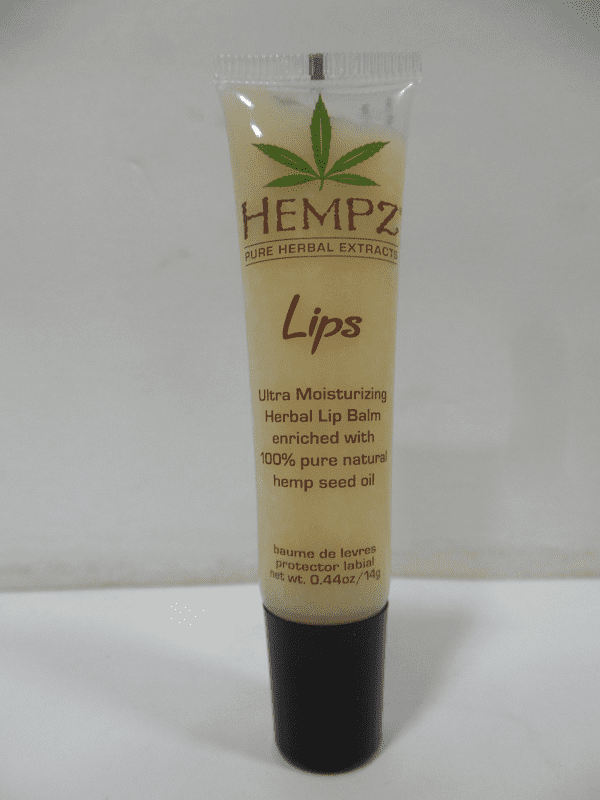 HEMPZ
PURE HERBAL EXTRACTS
Lips
Ultra Moisturizing
Herbal Lip Balm
enriched with
100% pure natural
hemp seed oil
baume de levres
protector labial
net wt. 0.44oz/14g